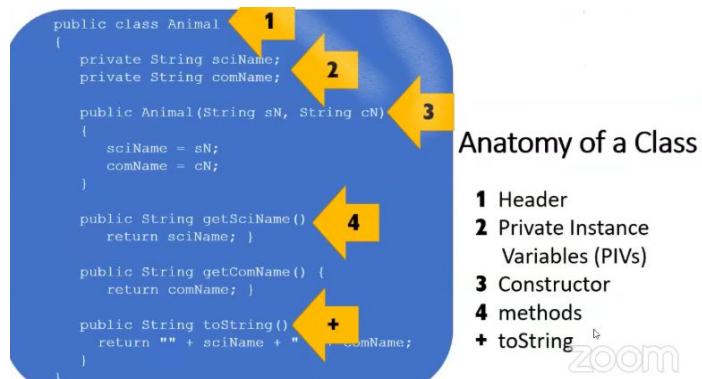 public class Animal
1
{
private String sciName;
private String comName;
2
public Animal(String sN, String cN)
3
{
sciName = sN;
comName = cN;
}
public String getSciName()
4
return sciName; }
public String getComName() {
return comName; }
public String toString()
+
return "" + sciName + " comName;
}
}
Anatomy of a Class
1 Header
2 Private Instance
Variables (PIVs)
3 Constructor
4 methods
+ toString
zoom